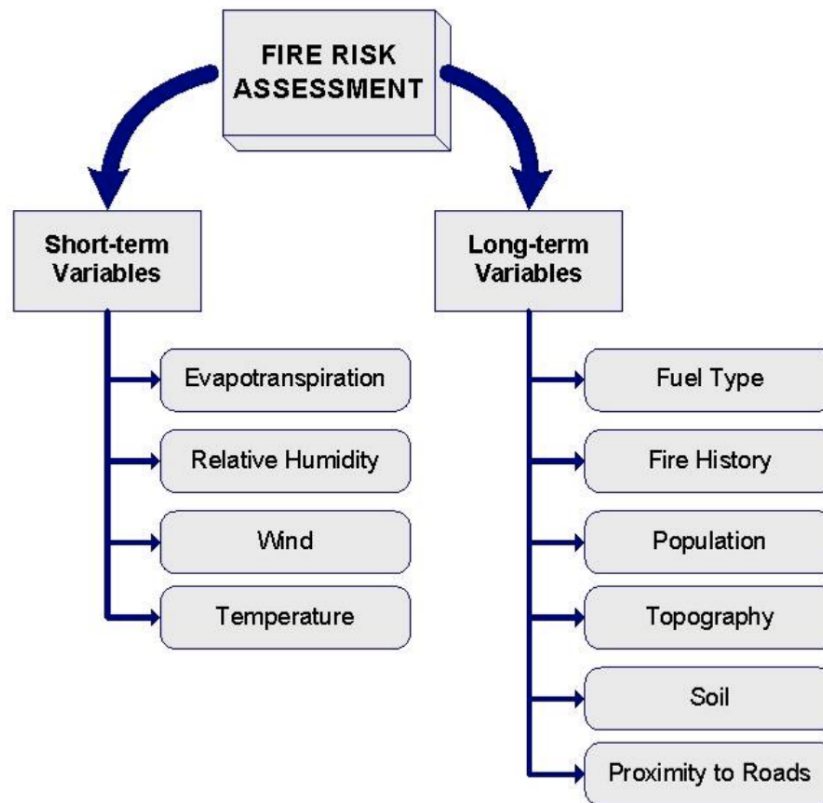 FIRE RISK
ASSESSMENT
Short-term
Variables
Evapotranspiration
Relative Humidity
Wind
Temperature
Long-term
Variables
Fuel Type
Fire History
Population
Topography
Soil
Proximity to Roads